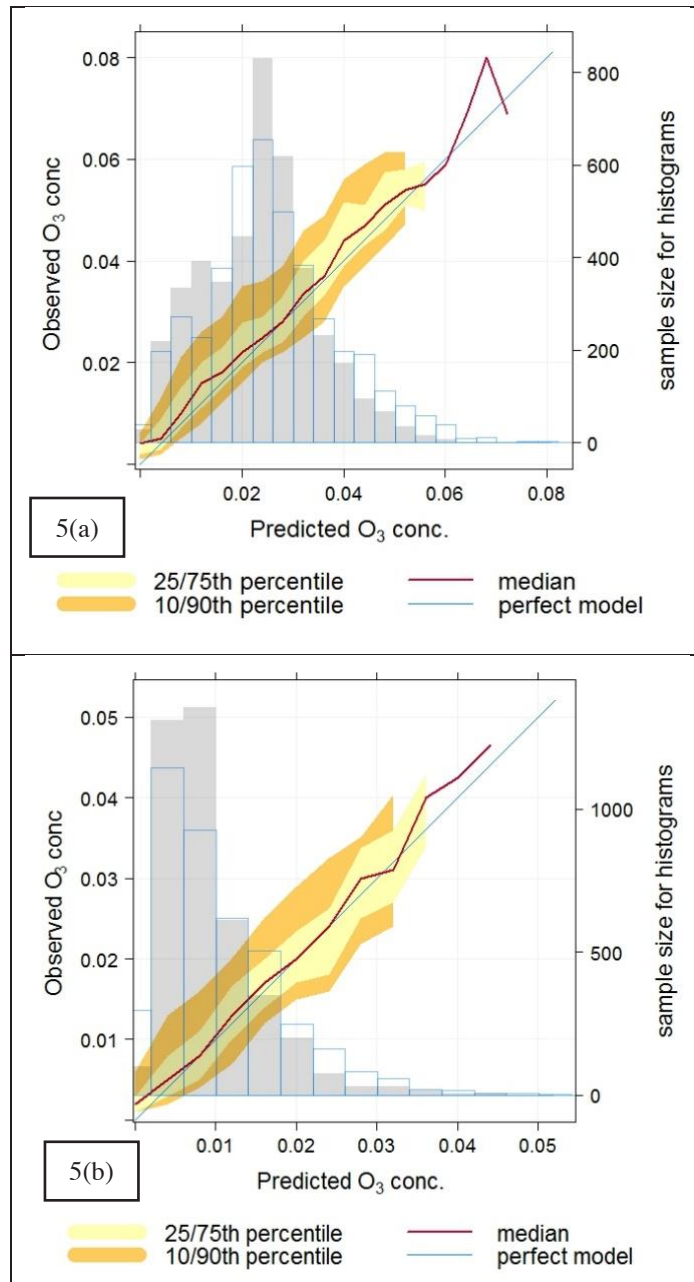 0.08
0.06
0.04
0.02
Observed O₃ conc
800
600
400
200
0
sample size for histograms
0.02 0.04 0.06 0.08
Predicted O₃ conc.
5(a)
25/75th percentile median
10/90th percentile perfect model
0.05
0.04
0.03
0.02
0.01
Observed O₃ conc
1000
500
0
sample size for histograms
0.01 0.02 0.03 0.04 0.05
Predicted O₃ conc.
5(b)
25/75th percentile median
10/90th percentile perfect model